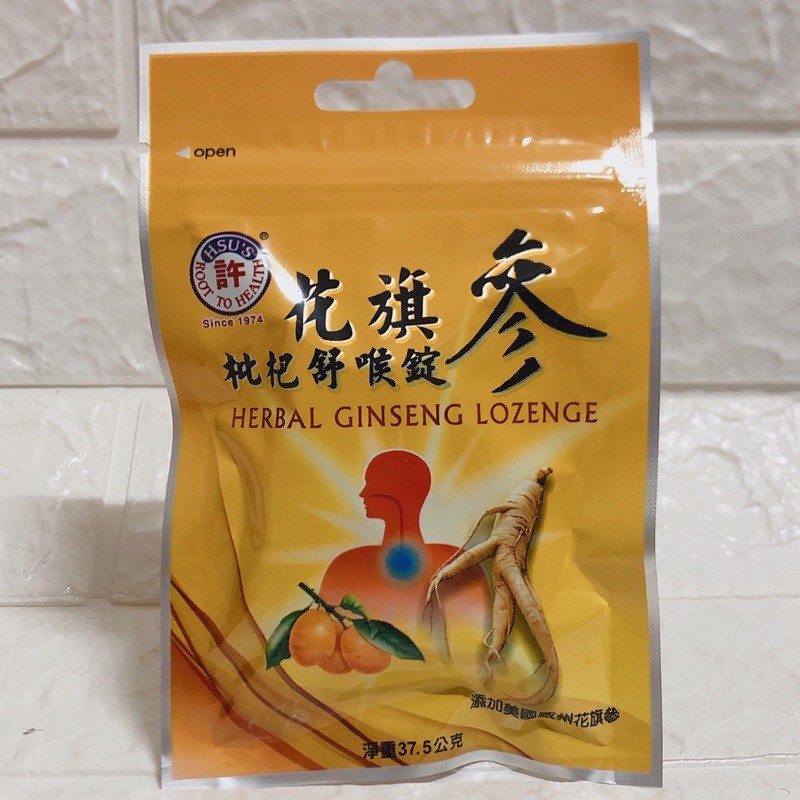 open
HSU'S
許
ROOT TO HEALTH
®
Since 1974
花旗參
枇杷舒喉錠
HERBAL GINSENG LOZENGE
添加美國威州花旗參
淨重37.5公克